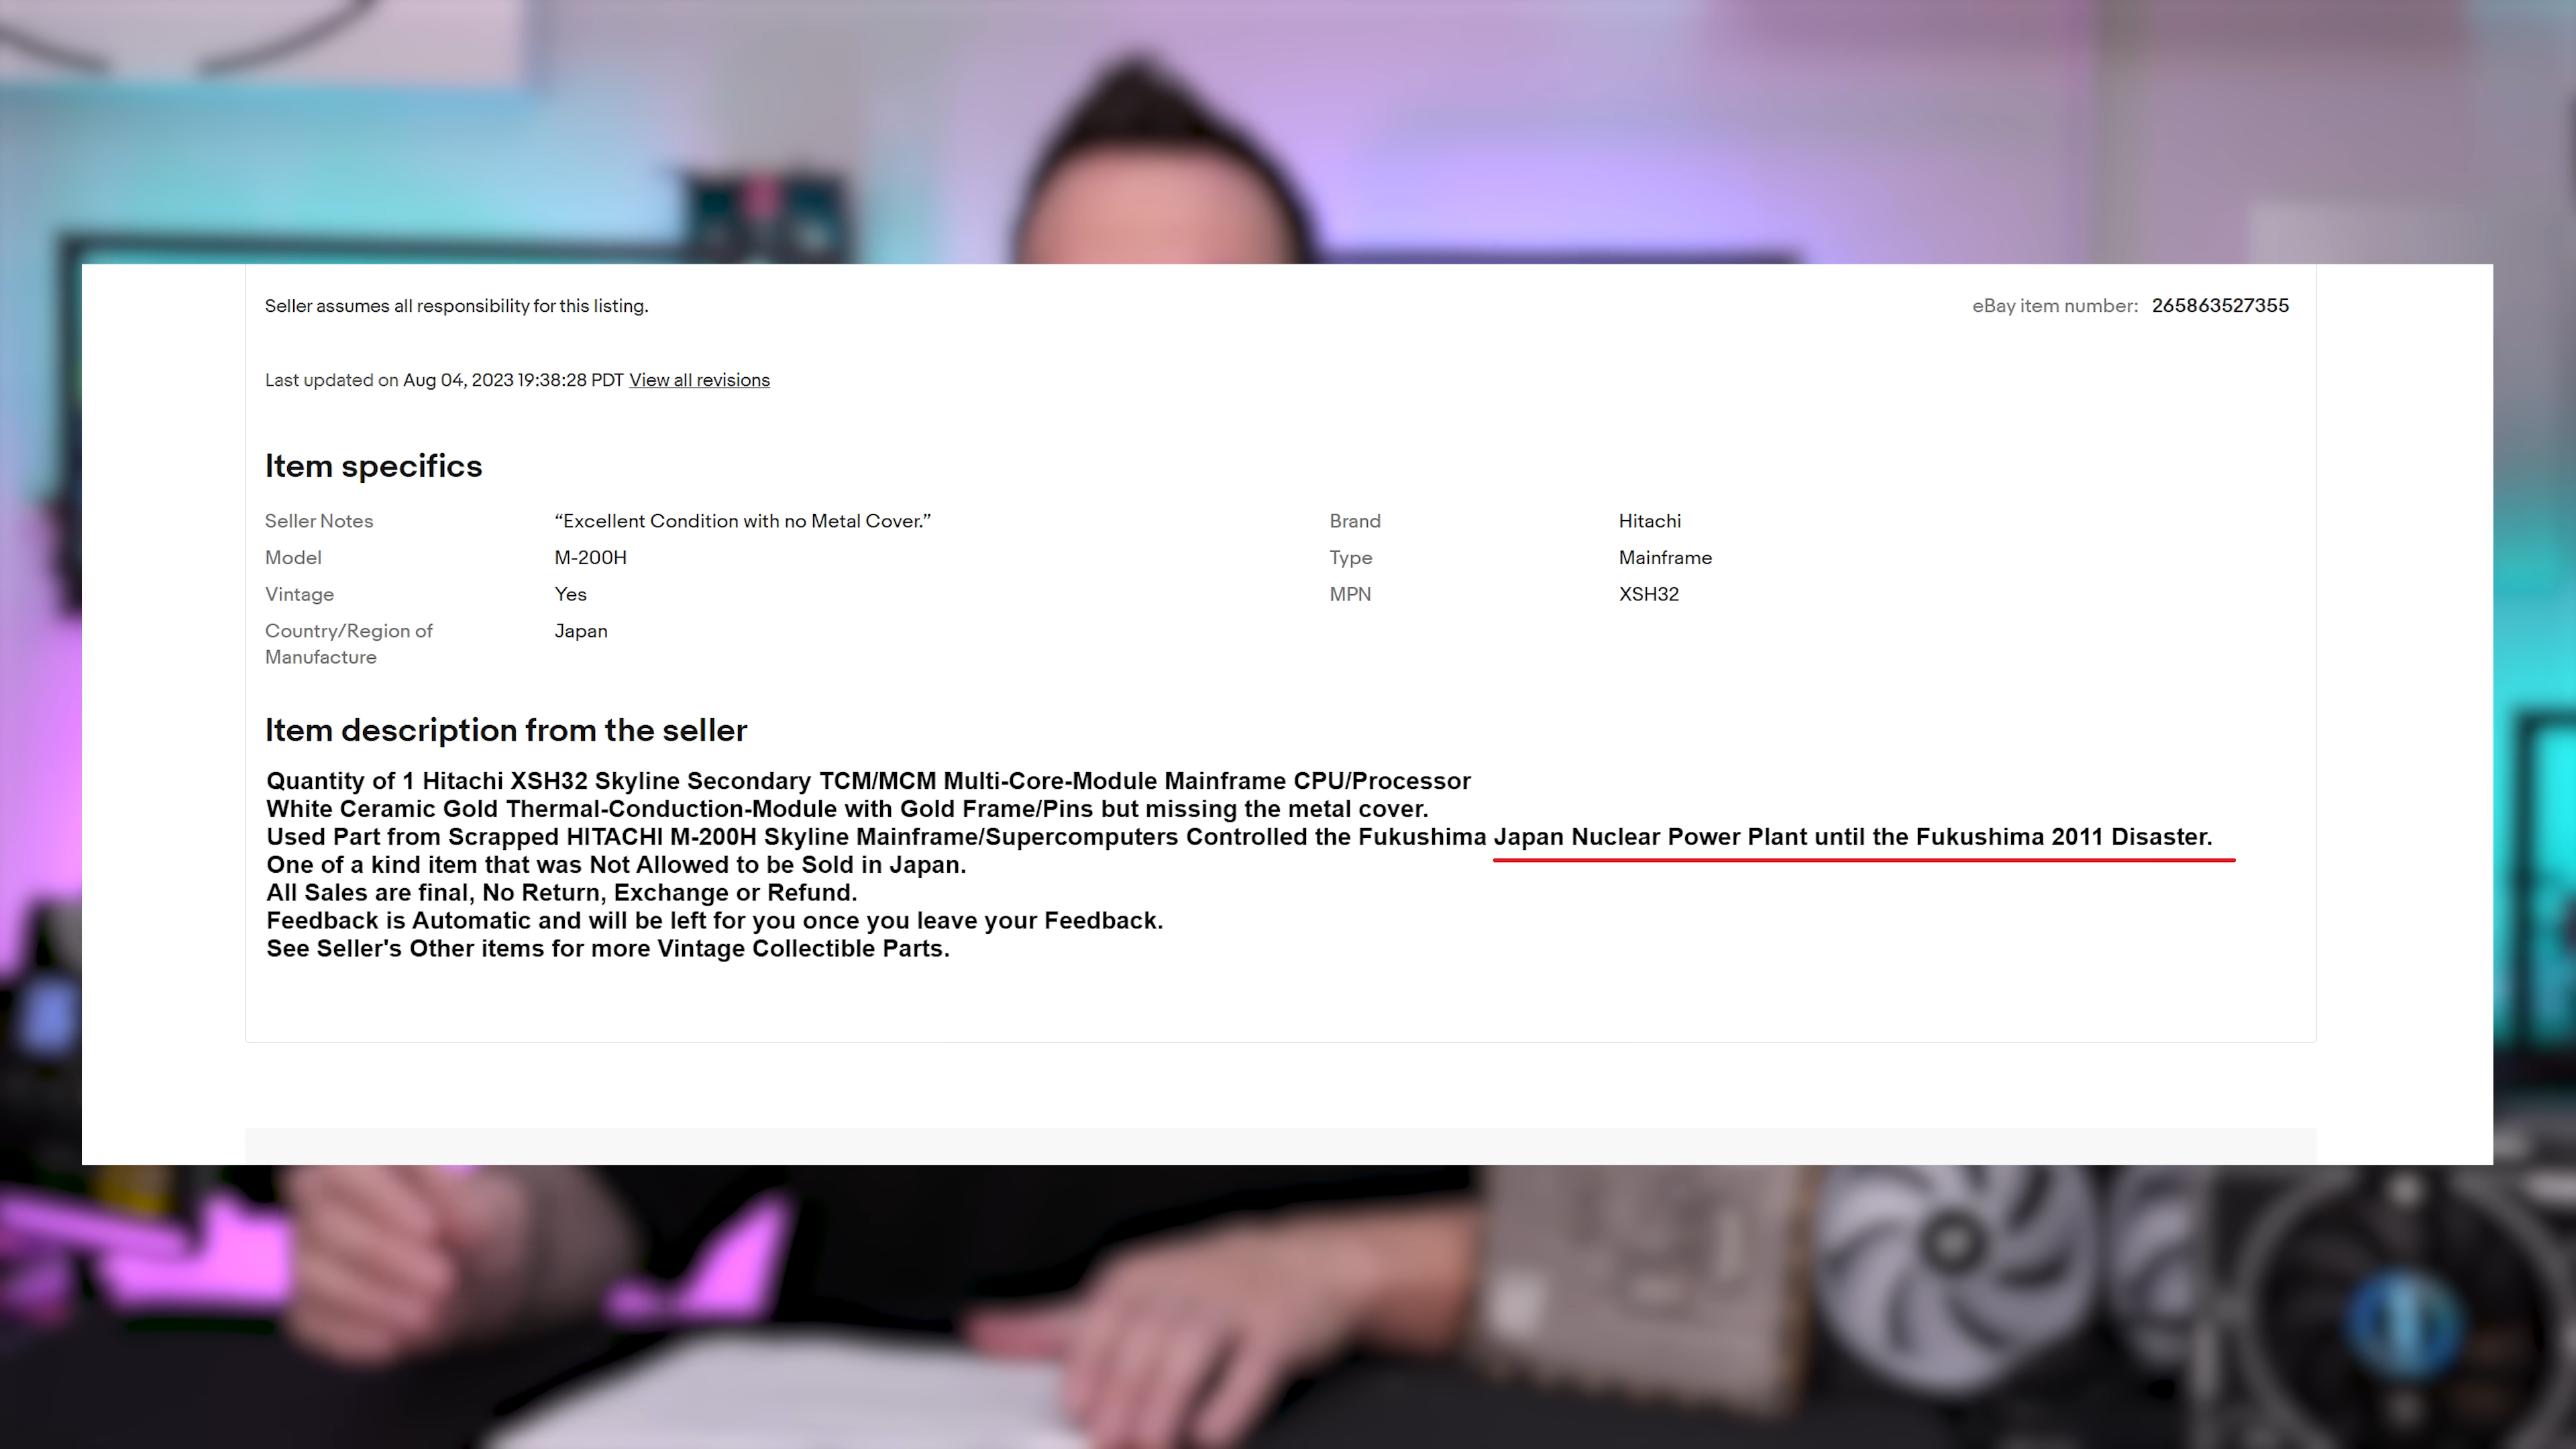 Seller assumes all responsibility for this listing.
eBay item number: 265863527355
Last updated on Aug 04, 2023 19:38:28 PDT View all revisions
Item specifics
Seller Notes “Excellent Condition with no Metal Cover.”
Brand Hitachi
Model M-200H
Type Mainframe
Vintage Yes
MPN XSH32
Country/Region of Japan
Manufacture
Item description from the seller
Quantity of 1 Hitachi XSH32 Skyline Secondary TCM/MCM Multi-Core-Module Mainframe CPU/Processor
White Ceramic Gold Thermal-Conduction-Module with Gold Frame/Pins but missing the metal cover.
Used Part from Scrapped HITACHI M-200H Skyline Mainframe/Supercomputers Controlled the Fukushima Japan Nuclear Power Plant until the Fukushima 2011 Disaster.
One of a kind item that was Not Allowed to be Sold in Japan.
All Sales are final, No Return, Exchange or Refund.
Feedback is Automatic and will be left for you once you leave your Feedback.
See Seller's Other items for more Vintage Collectible Parts.